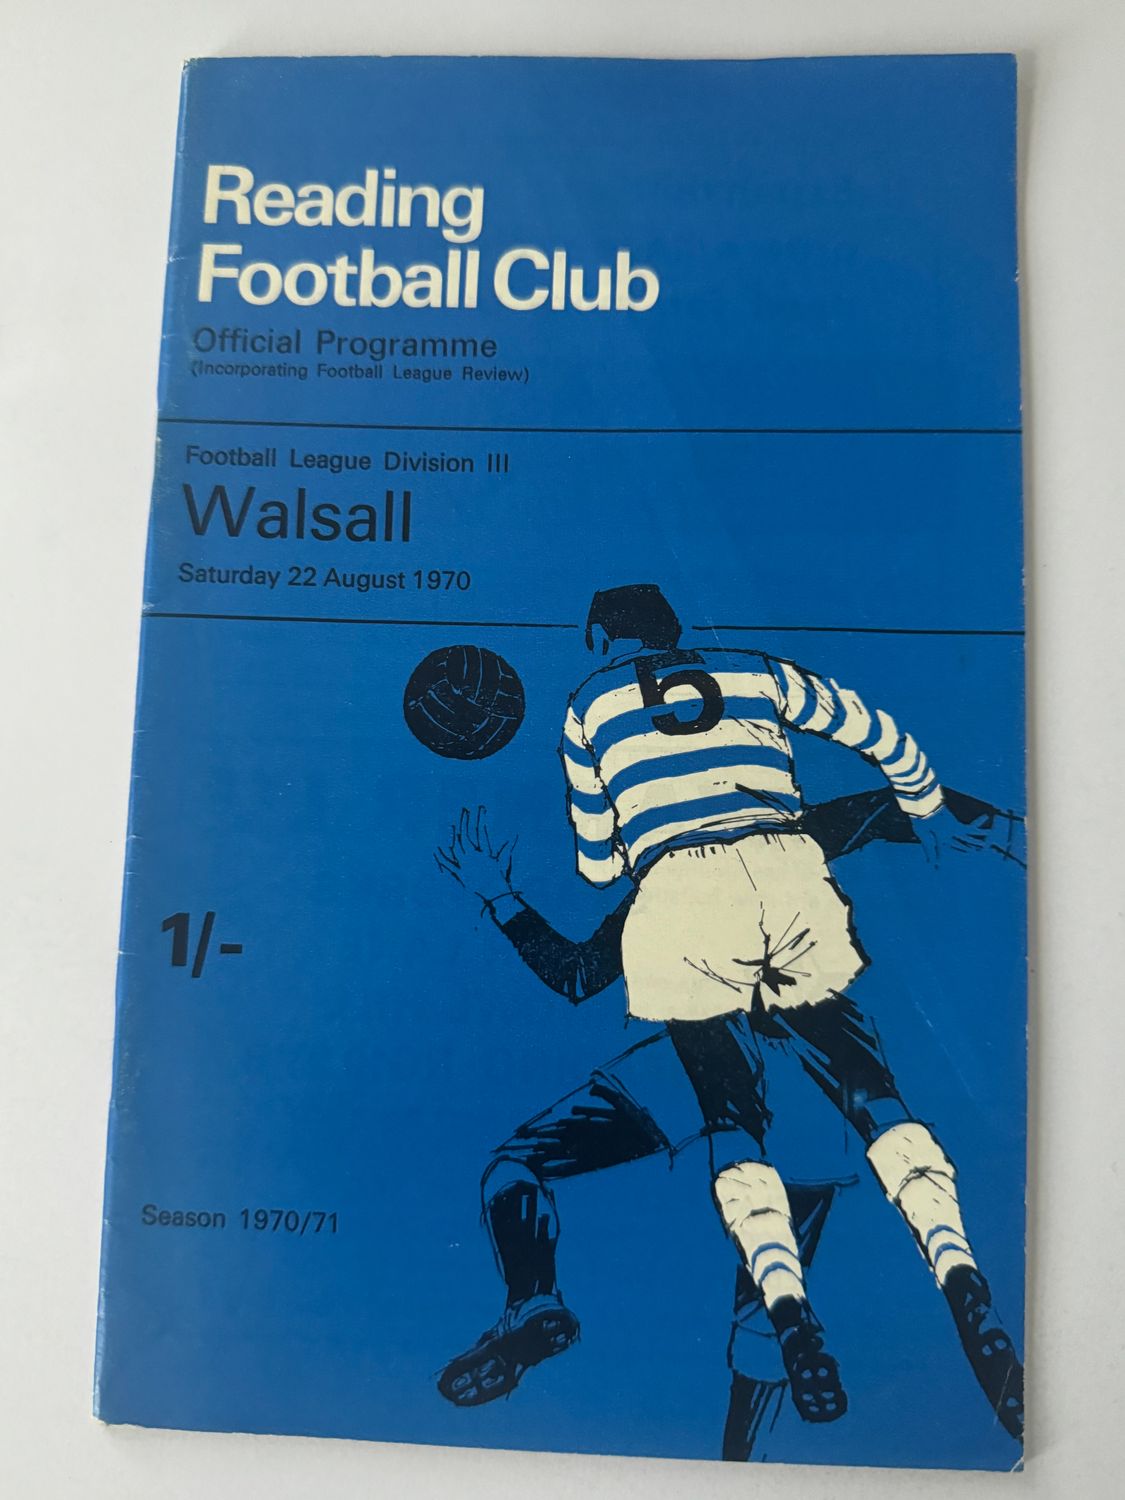 Reading
Football Club
Official Programme
(Incorporating Football League Review)
Football League Division III
Walsall
Saturday 22 August 1970
5
1/-
Season 1970/71